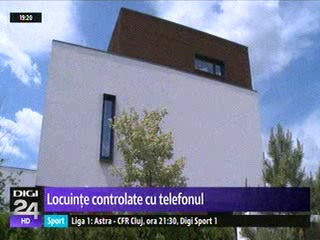 19:20
DIGI
24
HD
Locuințe controlate cu telefonul
Sport
Liga 1: Astra - CFR Cluj, ora 21:30, Digi Sport 1